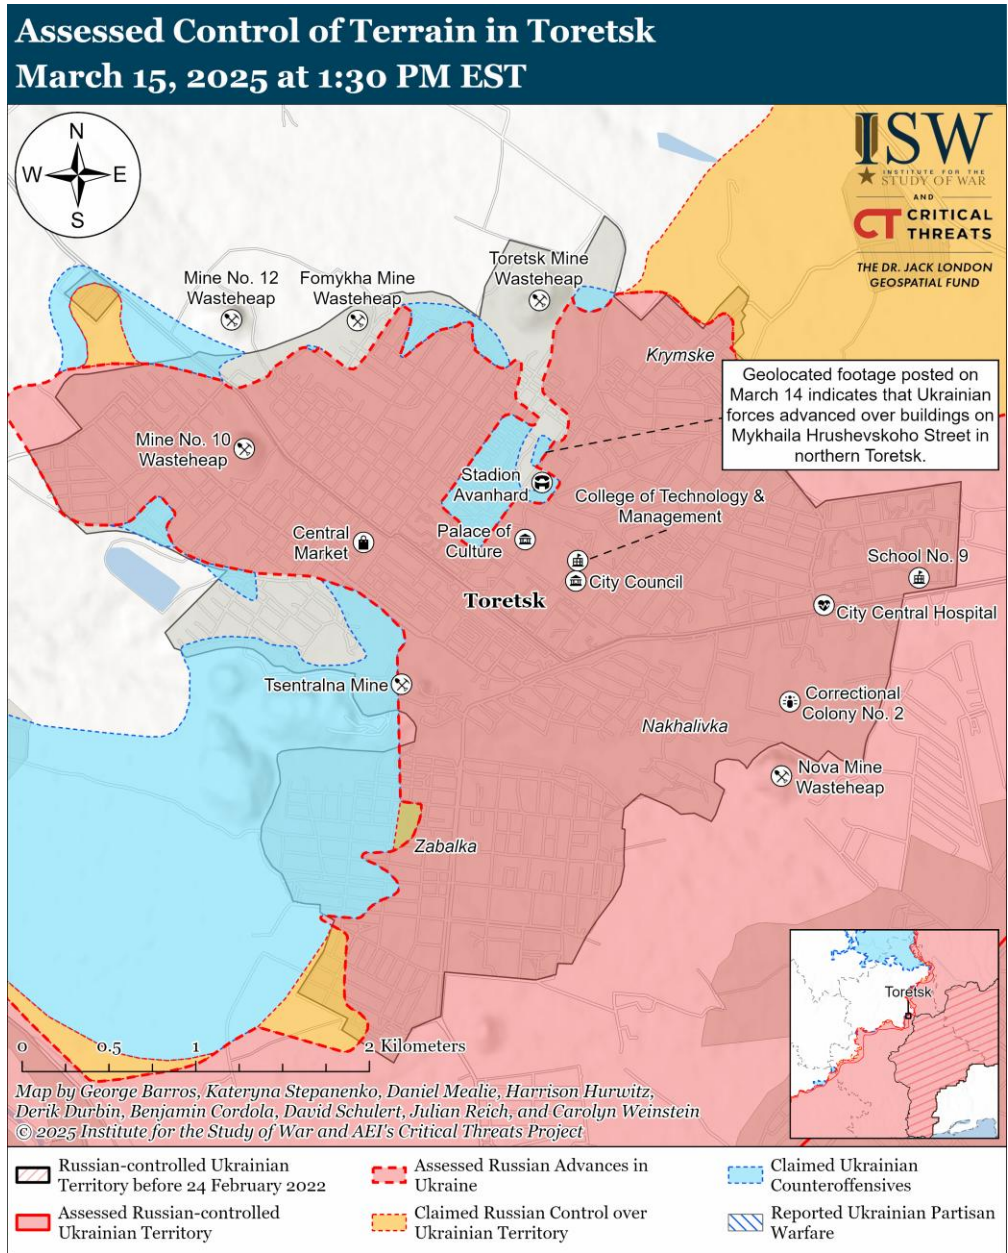 Assessed Control of Terrain in Toretsk
March 15, 2025 at 1:30 PM EST
N
W
E
S
ISW
INSTITUTE FOR THE
STUDY OF WAR
AND
CT CRITICAL
THREATS
THE DR. JACK LONDON
GEOSPATIAL FUND
Toretsk Mine
Wasteheap
Mine No. 12
Wasteheap
Fomykha Mine
Wasteheap
Krymske
Geolocated footage posted on
March 14 indicates that Ukrainian
forces advanced over buildings on
Mykhaila Hrushevskoho Street in
northern Toretsk.
Mine No. 10
Wasteheap
Stadion
Avanhard
College of Technology &
Management
Central
Market
Palace of
Culture
City Council
School No. 9
Toretsk
City Central Hospital
Tsentralna Mine
Correctional
Colony No. 2
Nakhalivka
Nova Mine
Wasteheap
Zabalka
Toretsk
0
0.5
1
2 Kilometers
Map by George Barros, Kateryna Stepanenko, Daniel Mealie, Harrison Hurwitz,
Derik Durbin, Benjamin Cordola, David Schulert, Julian Reich, and Carolyn Weinstein
© 2025 Institute for the Study of War and AEI's Critical Threats Project
Russian-controlled Ukrainian
Territory before 24 February 2022
Assessed Russian Advances in
Ukraine
Claimed Ukrainian
Counteroffensives
Assessed Russian-controlled
Ukrainian Territory
Claimed Russian Control over
Ukrainian Territory
Reported Ukrainian Partisan
Warfare